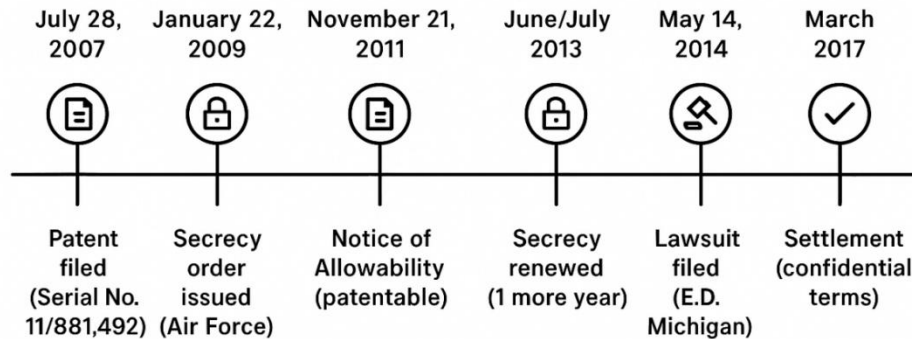 July 28,
2007
January 22,
2009
November 21,
2011
June/July
2013
May 14,
2014
March
2017
Patent
filed
(Serial No.
11/881,492)
Secrecy
order
issued
(Air Force)
Notice of
Allowability
(patentable)
Secrecy
renewed
(1 more year)
Lawsuit
filed
(E.D.
Michigan)
Settlement
(confidential
terms)